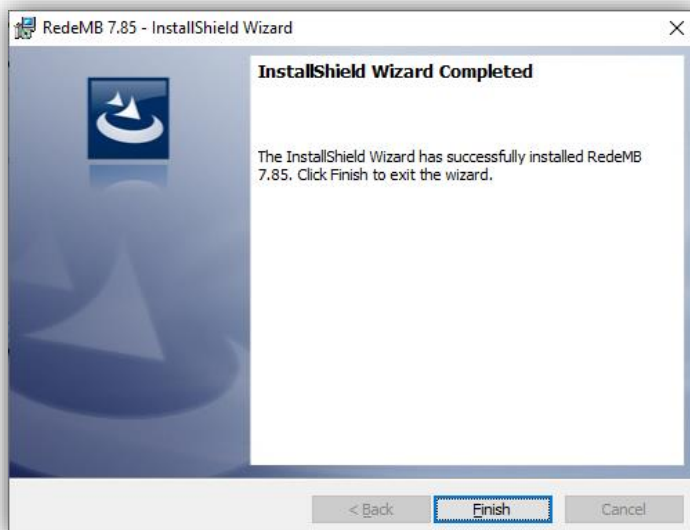 RedeMB 7.85 - InstallShield Wizard
InstallShield Wizard Completed
The InstallShield Wizard has successfully installed RedeMB
7.85. Click Finish to exit the wizard.
< Back
Finish
Cancel